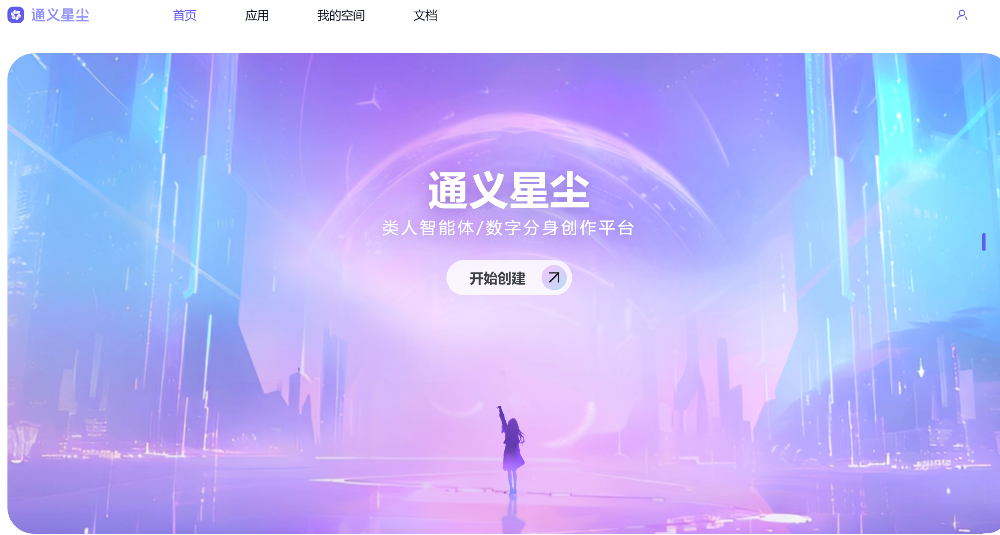 通义星尘
首页 应用 我的空间 文档
通义星尘
类人智能体/数字分身创作平台
开始创建